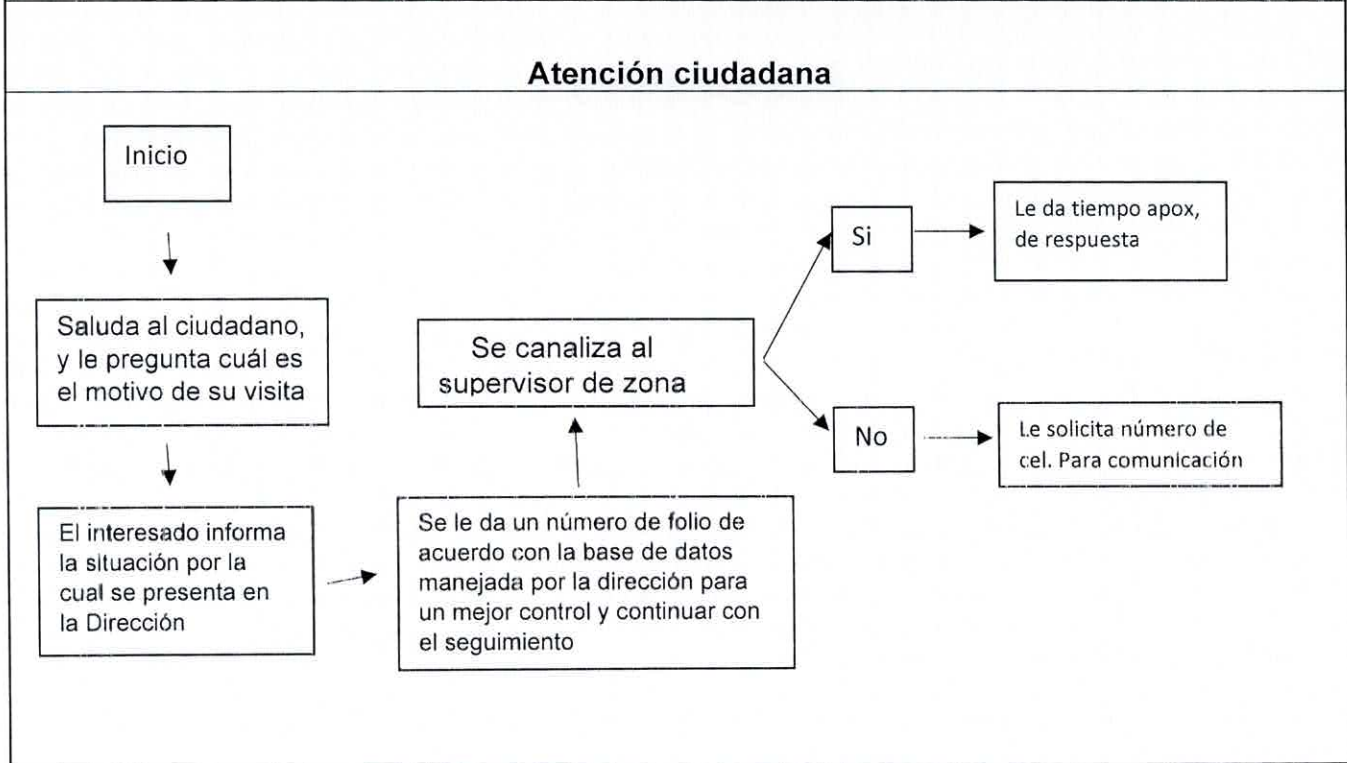 Atención ciudadana
Inicio
Saluda al ciudadano,
y le pregunta cuál es
el motivo de su visita
El interesado informa
la situación por la
cual se presenta en
la Dirección
Se le da un número de folio de
acuerdo con la base de datos
manejada por la dirección para
un mejor control y continuar con
el seguimiento
Se canaliza al
supervisor de zona
Si
Le da tiempo apox,
de respuesta
No
Le solicita número de
cel. Para comunicación